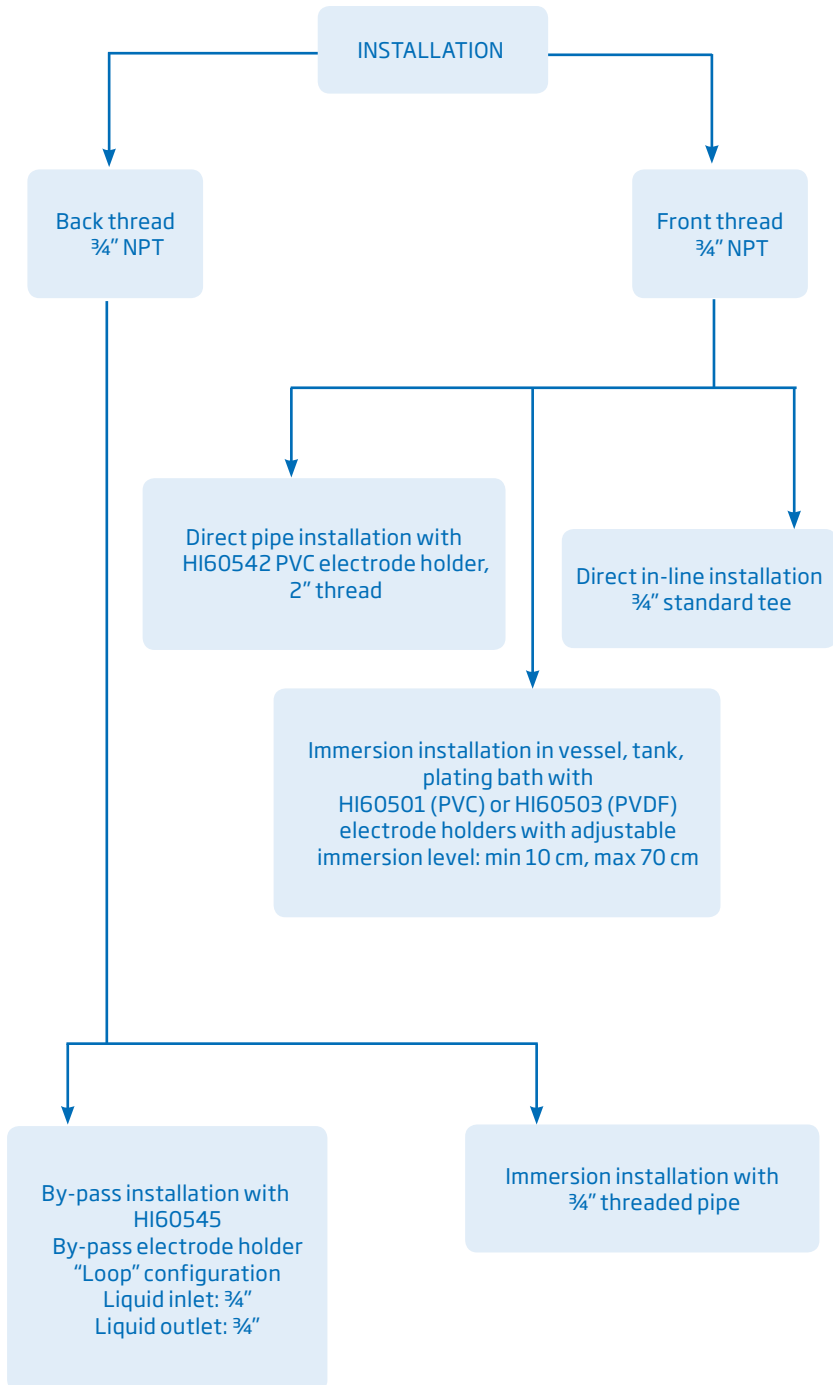 INSTALLATION
Back thread
¾” NPT
Front thread
¾” NPT
Direct pipe installation with
HI60542 PVC electrode holder,
2” thread
Direct in-line installation
¾” standard tee
Immersion installation in vessel, tank,
plating bath with
HI60501 (PVC) or HI60503 (PVDF)
electrode holders with adjustable
immersion level: min 10 cm, max 70 cm
By-pass installation with
HI60545
By-pass electrode holder
“Loop” configuration
Liquid inlet: ¾”
Liquid outlet: ¾”
Immersion installation with
¾” threaded pipe